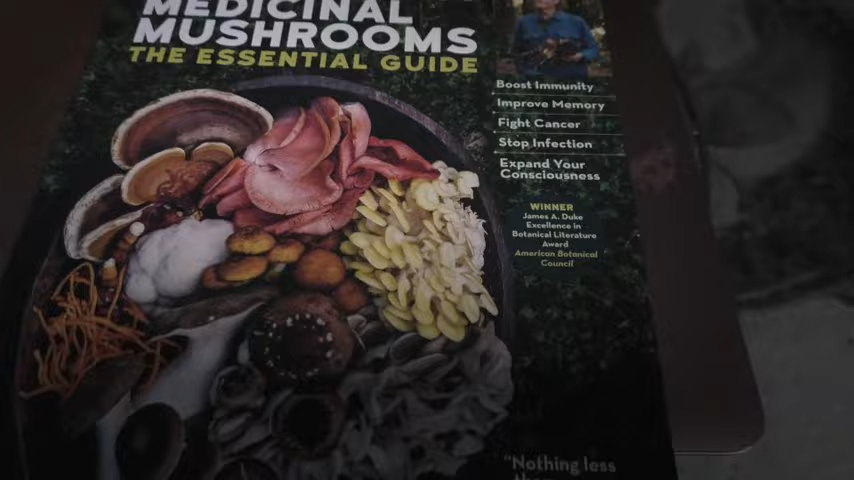 MEDICINAL
MUSHROOMS
THE ESSENTIAL GUIDE
Boost Immunity
Improve Memory
Fight Cancer
Stop Infection
Expand Your
Consciousness
WINNER
James A. Duke
Excellence in
Botanical Literature
Award
American Botanical
Council
"Nothing less